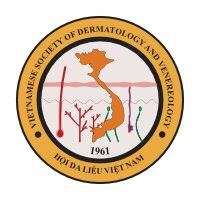 VIETNAMESE SOCIETY OF DERMATOLOGY AND VENEREOLOGY
1961
HỘI DA LIỄU VIỆT NAM